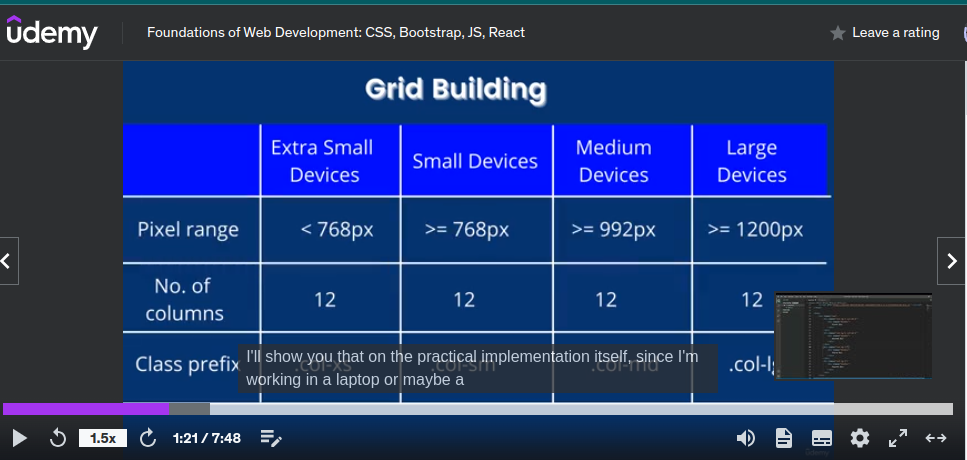 ûdemy
Foundations of Web Development: CSS, Bootstrap, JS, React
Leave a rating
Grid Building
Extra Small Devices
Small Devices
Medium Devices
Large Devices
Pixel range
< 768px
>= 768px
>= 992px
>= 1200px
No. of columns
12
12
12
12
Class prefix
.col-xs
.col-sm
.col-md
.col-lg
I'll show you that on the practical implementation itself, since I'm
working in a laptop or maybe a
1.5x
1:21 / 7:48